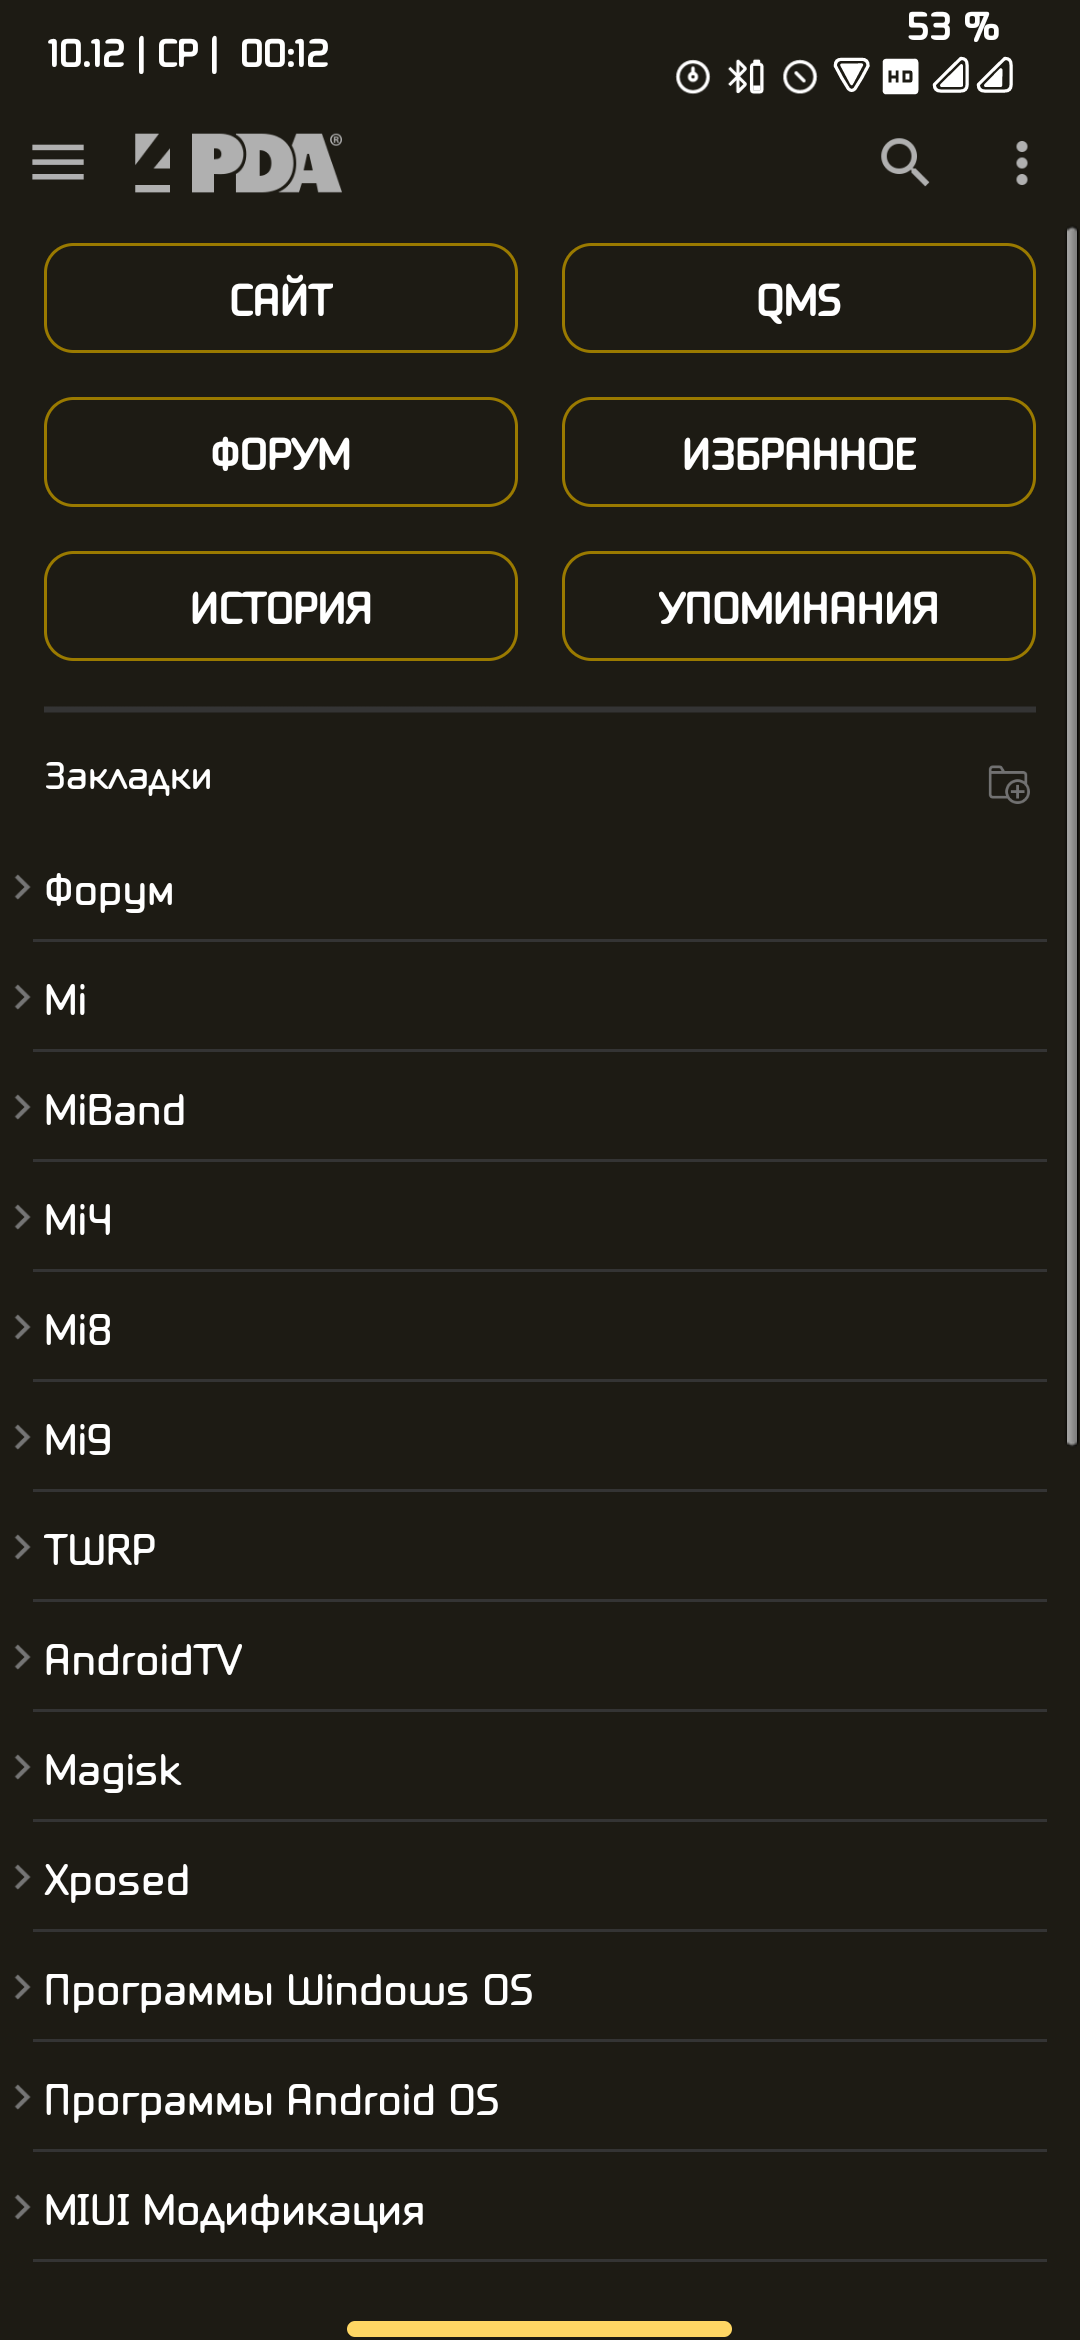 10.12 | СР | 00:12
53 %
HD
4PDA®
САЙТ
QMS
ФОРУМ
ИЗБРАННОЕ
ИСТОРИЯ
УПОМИНАНИЯ
Закладки
Форум
Mi
MiBand
Mi4
Mi8
Mi9
TWRP
AndroidTV
Magisk
Xposed
Программы Windows OS
Программы Android OS
MIUI Модификация